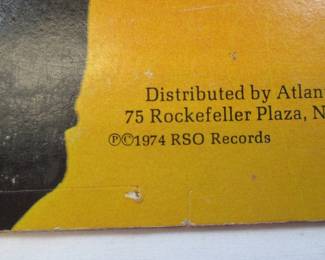 Distributed by Atlan
75 Rockefeller Plaza, N
℗©1974 RSO Records